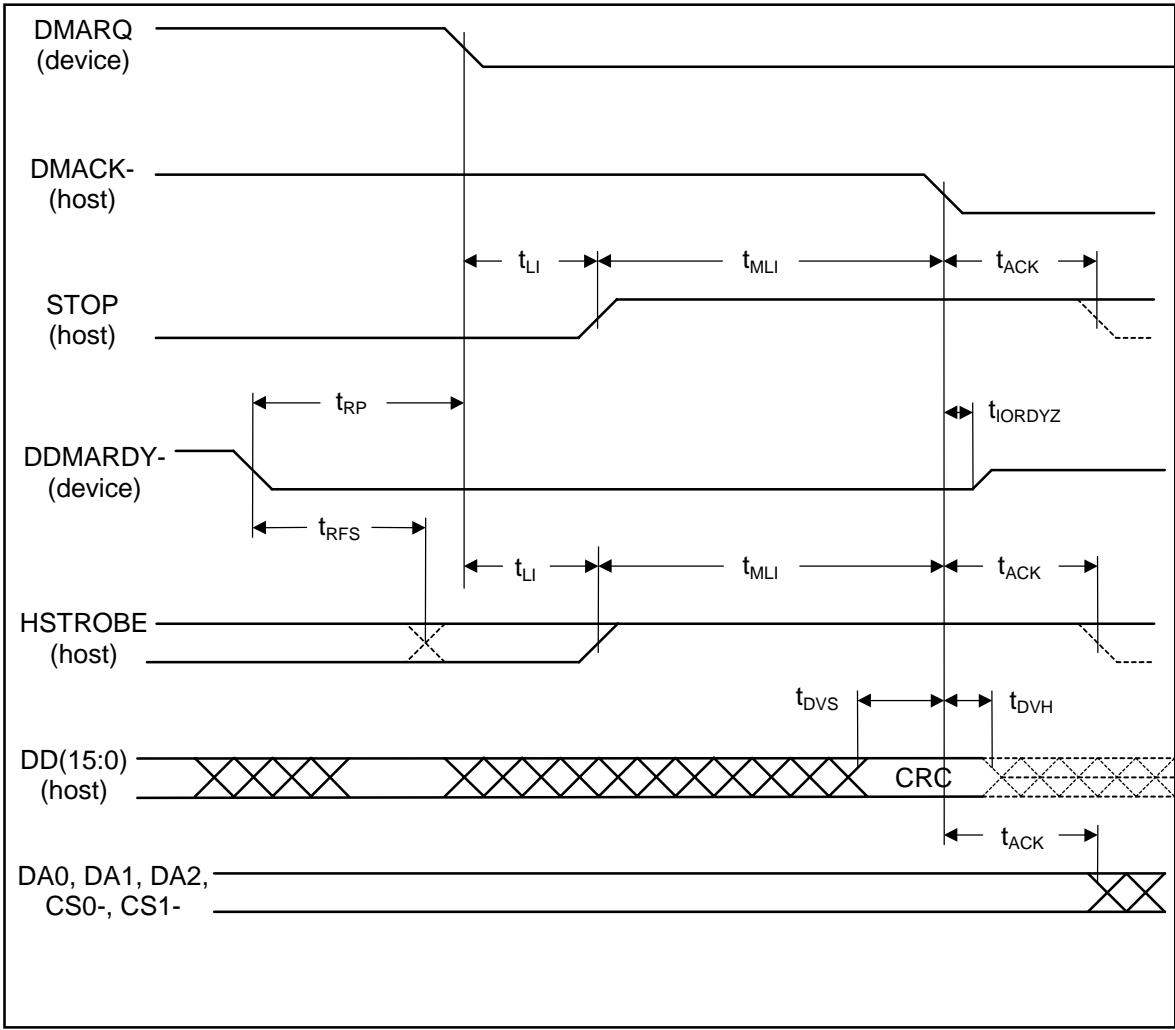 DMARQ
(device)
DMACK-
(host)
tLI
tMLI
tACK
STOP
(host)
tRP
tIORDYZ
DDMARDY-
(device)
tRFS
tLI
tMLI
tACK
HSTROBE
(host)
tDVS
tDVH
DD(15:0)
(host)
CRC
tACK
DA0, DA1, DA2,
CS0-, CS1-